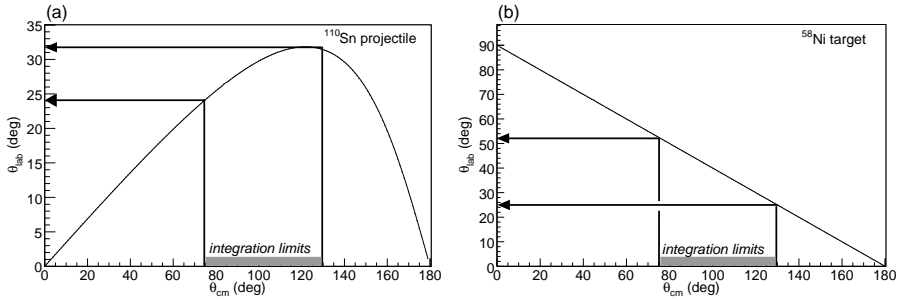 (a)
35
30
25
20
15
10
5
0
θlab (deg)
110Sn projectile
integration limits
0 20 40 60 80 100 120 140 160 180
θcm (deg)
(b)
90
80
70
60
50
40
30
20
10
0
θlab (deg)
58Ni target
integration limits
0 20 40 60 80 100 120 140 160 180
θcm (deg)